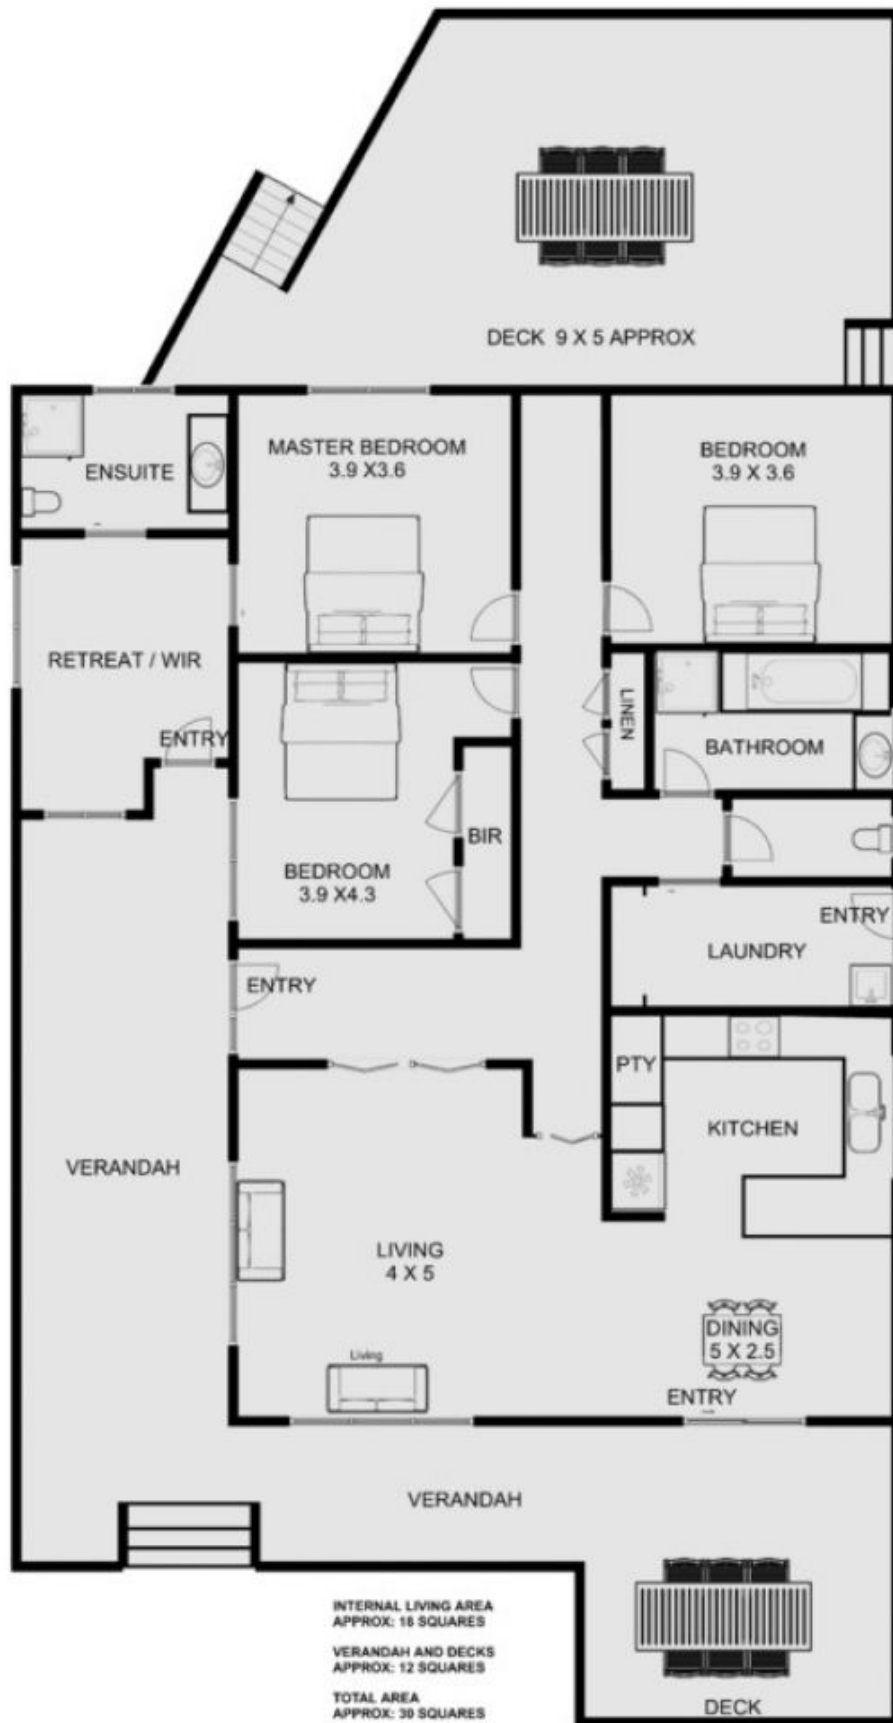 DECK 9 X 5 APPROX
MASTER BEDROOM
3.9 X3.6
BEDROOM
3.9 X 3.6
ENSUITE
RETREAT / WIR
ENTRY
LINEN
BATHROOM
BIR
BEDROOM
3.9 X4.3
ENTRY
LAUNDRY
ENTRY
PTY
KITCHEN
VERANDAH
LIVING
4 X 5
DINING
5 X 2.5
Living
ENTRY
VERANDAH
INTERNAL LIVING AREA
APPROX: 18 SQUARES
VERANDAH AND DECKS
APPROX: 12 SQUARES
TOTAL AREA
APPROX: 30 SQUARES
DECK